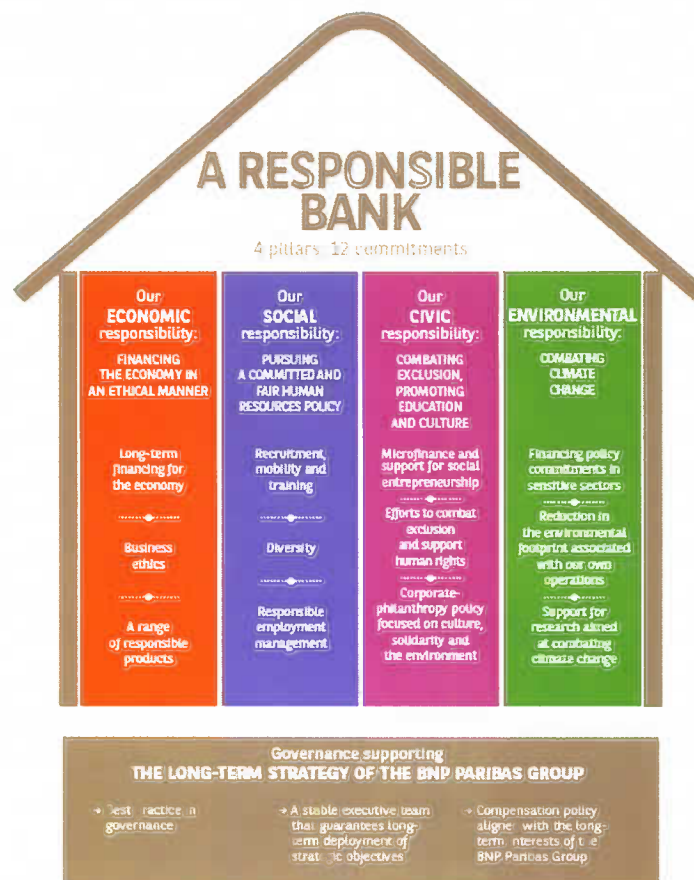 A RESPONSIBLE
BANK
4 pillars 12 commitments
Our
ECONOMIC
responsibility:
FINANCING
THE ECONOMY IN
AN ETHICAL MANNER
Long-term
financing for
the economy
Business
ethics
A range
of responsible
products
Our
SOCIAL
responsibility:
PURSUING
A COMMITTED AND
FAIR HUMAN
RESOURCES POLICY
Recruitment,
mobility and
training
Diversity
Responsible
employment
management
Our
CIVIC
responsibility:
COMBATING
EXCLUSION,
PROMOTING
EDUCATION
AND CULTURE
Microfinance and
support for social
entrepreneurship
Efforts to combat
exclusion
and support
human rights
Corporate-
philanthropy policy
focused on culture,
solidarity and
the environment
Our
ENVIRONMENTAL
responsibility:
COMBATING
CLIMATE
CHANGE
Financing policy
commitments in
sensitive sectors
Reduction in
the environmental
footprint associated
with our own
operations
Support for
research aimed
at combating
climate change
Governance supporting
THE LONG-TERM STRATEGY OF THE BNP PARIBAS GROUP
→ governance
→ A stable executive team
that guarantees long-
term deployment of
objectives
→ Compensation policy
with the long-
term interests of
BNP Paribas Group